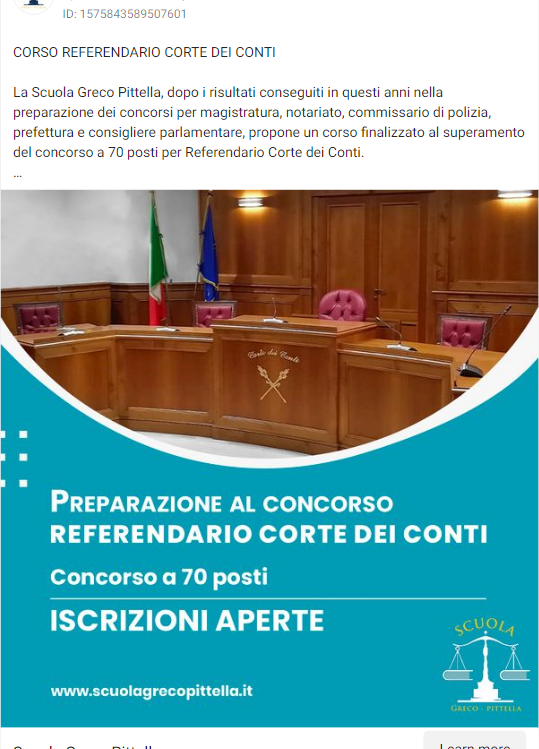 ID: 1575843589507601
CORSO REFERENDARIO CORTE DEI CONTI
La Scuola Greco Pittella, dopo i risultati conseguiti in questi anni nella
preparazione dei concorsi per magistratura, notariato, commissario di polizia,
prefettura e consigliere parlamentare, propone un corso finalizzato al superamento
del concorso a 70 posti per Referendario Corte dei Conti.
...
Corte dei Conti
PREPARAZIONE AL CONCORSO
REFERENDARIO CORTE DEI CONTI
Concorso a 70 posti
ISCRIZIONI APERTE
SCUOLA
GRECO - PITTELLA
www.scuolagrecopittella.it
Scuola Greco Pittella
Learn more